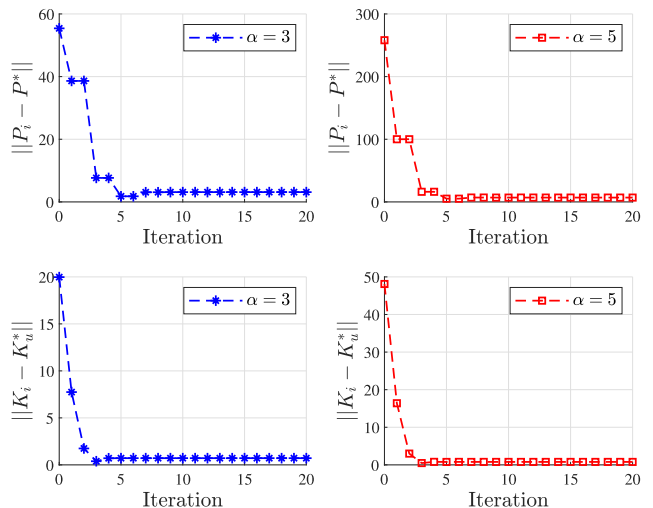 ||P_i − P^*||
60
40
20
0
α = 3
0 5 10 15 20
Iteration
||P_i − P^*||
300
200
100
0
α = 5
0 5 10 15 20
Iteration
||K_i − K_u^*||
20
15
10
5
0
α = 3
0 5 10 15 20
Iteration
||K_i − K_u^*||
50
40
30
20
10
0
α = 5
0 5 10 15 20
Iteration